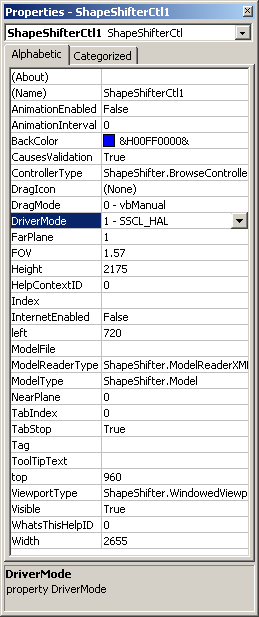 Properties - ShapeShifterCtl1
ShapeShifterCtl1 ShapeShifterCtl
Alphabetic Categorized
(About)
(Name) ShapeShifterCtl1
AnimationEnabled False
AnimationInterval 0
BackColor &H00FF0000&
CausesValidation True
ControllerType ShapeShifter.BrowseControlle
DragIcon (None)
DragMode 0 - vbManual
DriverMode 1 - SSCL_HAL
FarPlane 1
FOV 1.57
Height 2175
HelpContextID 0
Index
InternetEnabled False
left 720
ModelFile
ModelReaderType ShapeShifter.ModelReaderXMI
ModelType ShapeShifter.Model
NearPlane 0
TabIndex 0
TabStop True
Tag
ToolTipText
top 960
ViewportType ShapeShifter.WindowedViewp
Visible True
WhatsThisHelpID 0
Width 2655
DriverMode
property DriverMode